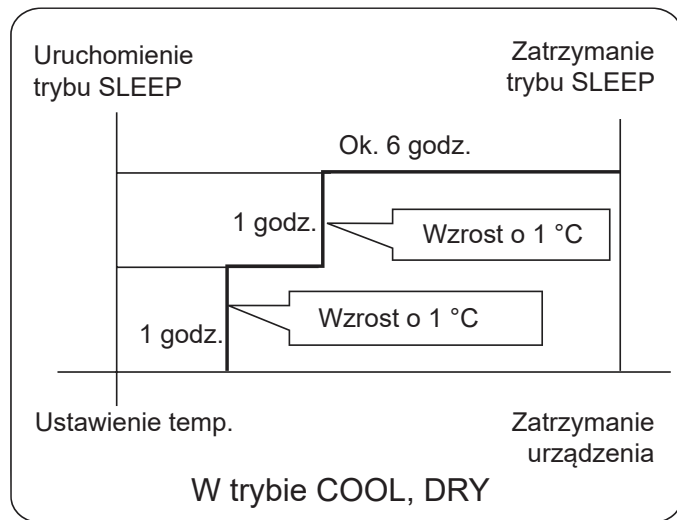 Uruchomienie
trybu SLEEP
Zatrzymanie
trybu SLEEP
Ok. 6 godz.
1 godz.
Wzrost o 1 °C
1 godz.
Wzrost o 1 °C
Ustawienie temp.
Zatrzymanie
urządzenia
W trybie COOL, DRY